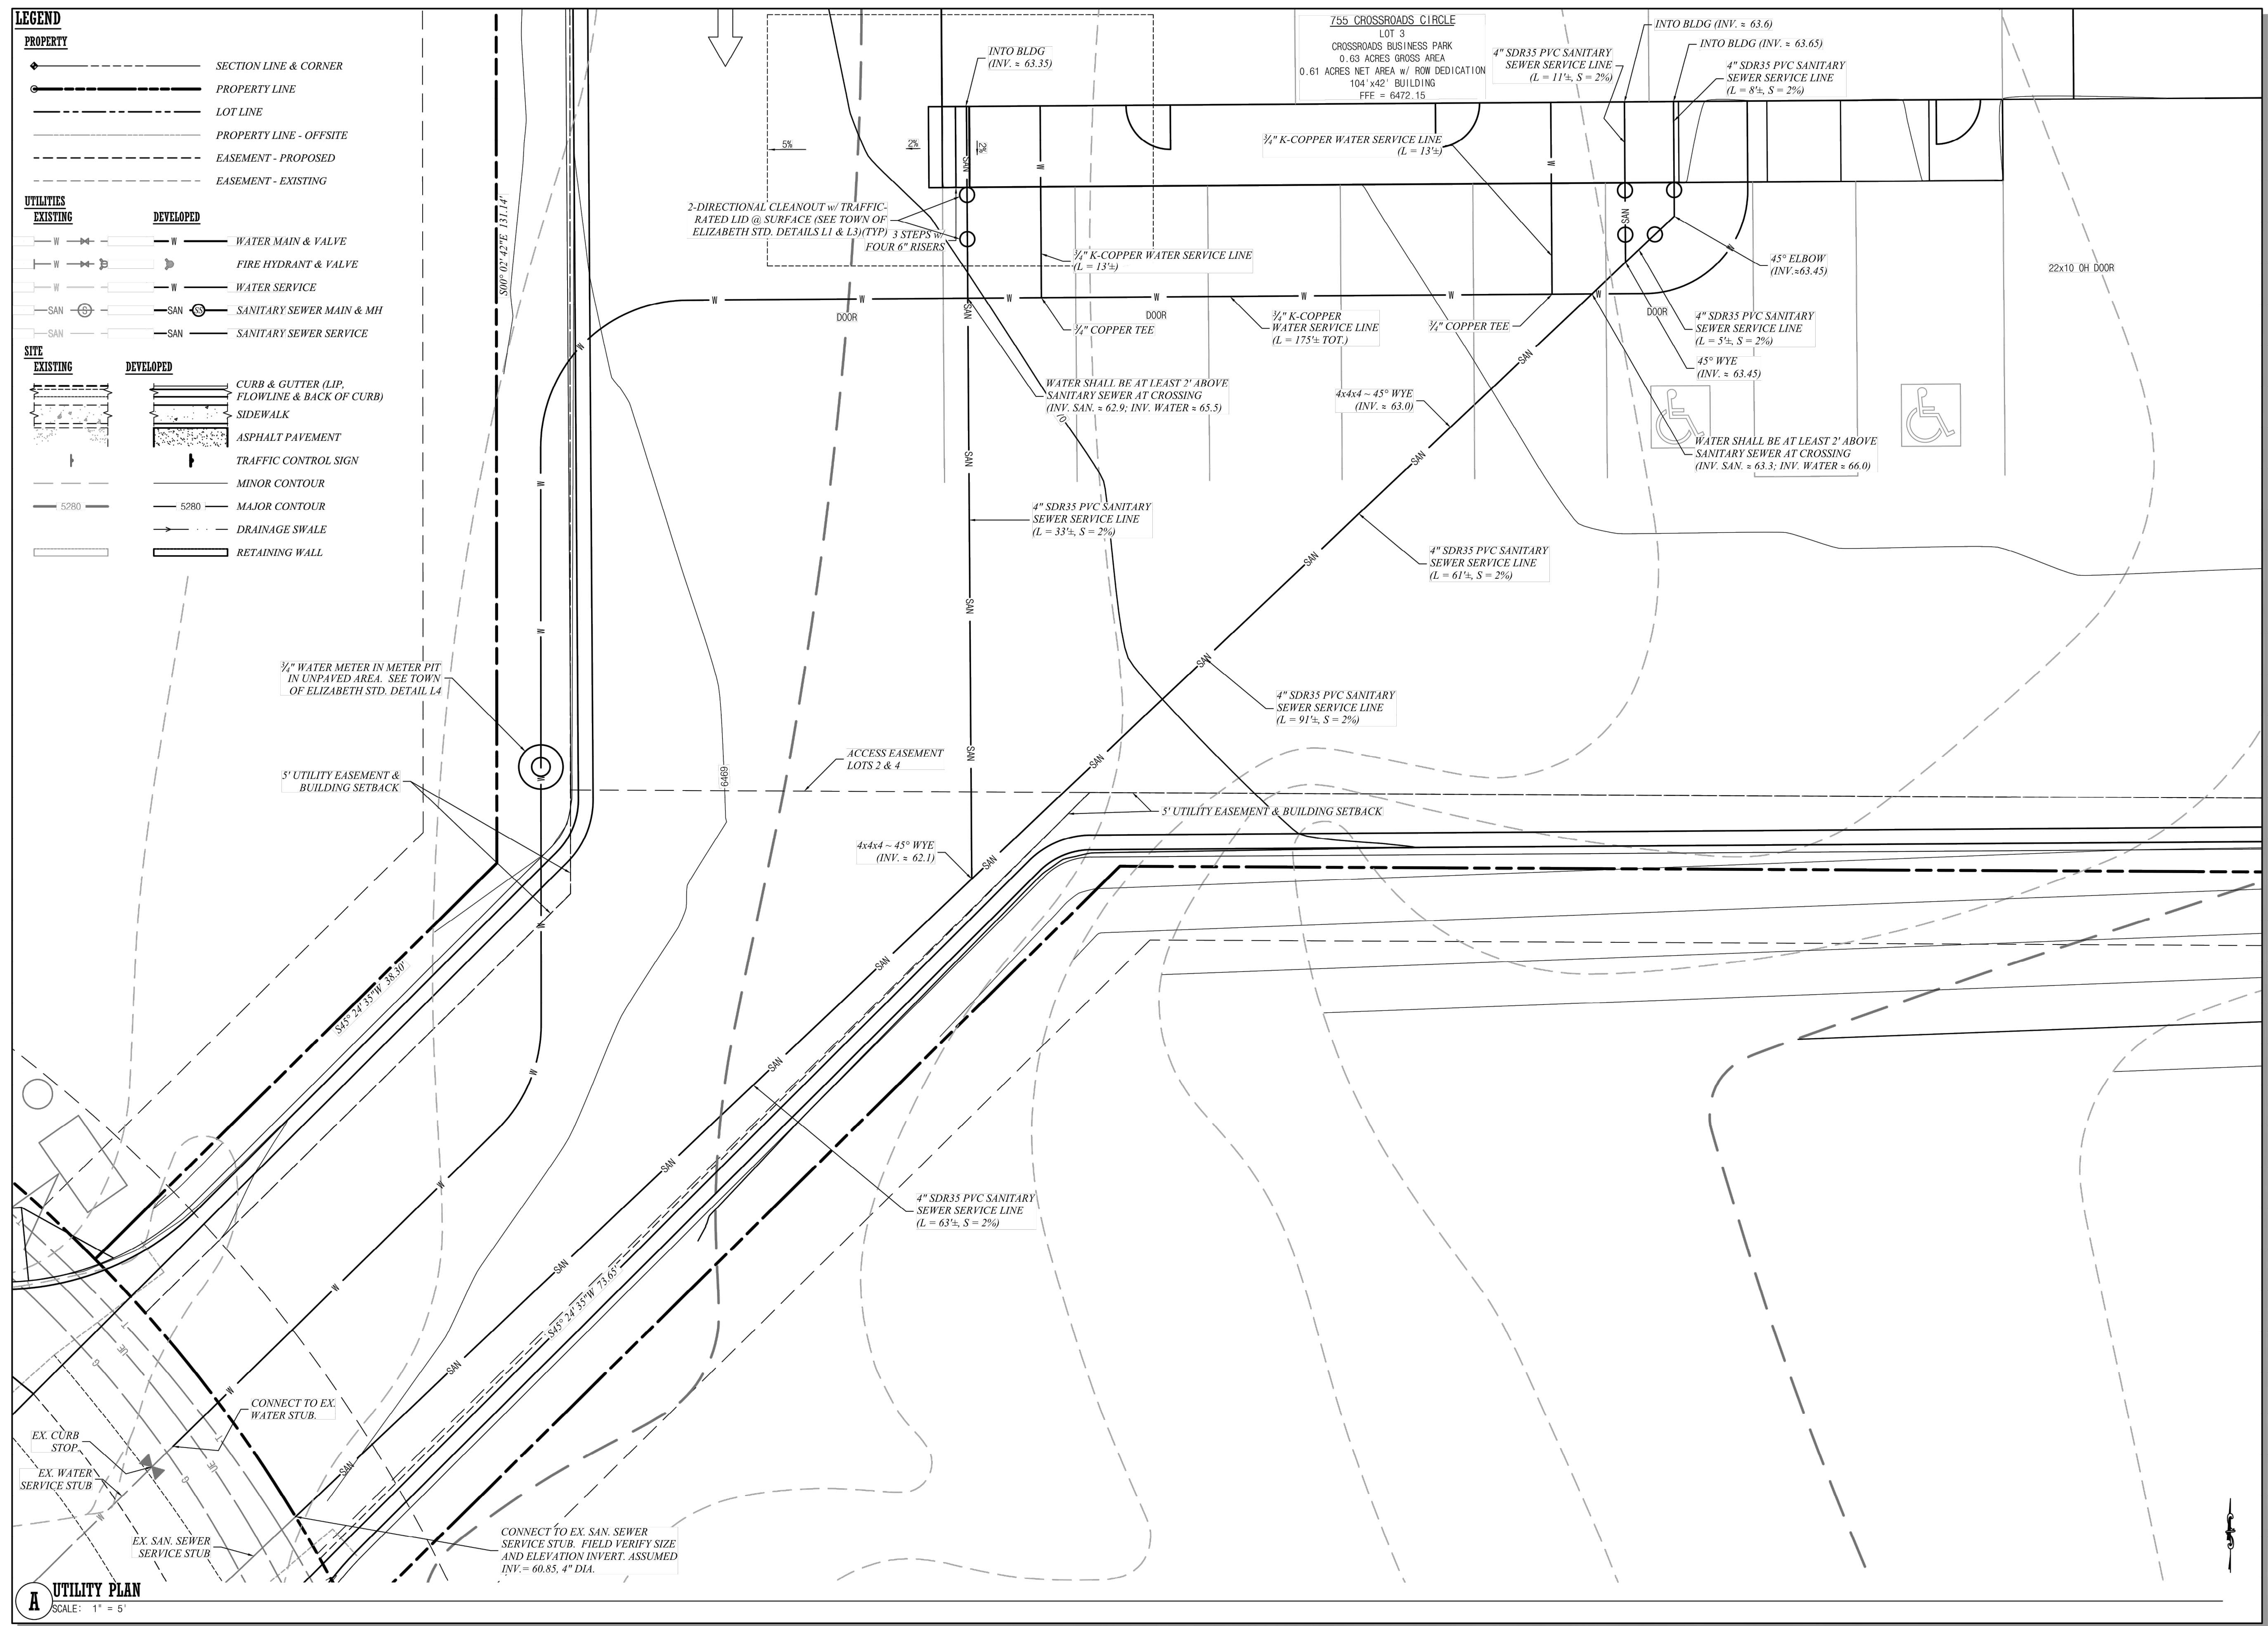 LEGEND
PROPERTY
SECTION LINE & CORNER
PROPERTY LINE
LOT LINE
PROPERTY LINE - OFFSITE
EASEMENT - PROPOSED
EASEMENT - EXISTING
UTILITIES
EXISTING DEVELOPED
W W WATER MAIN & VALVE
W FIRE HYDRANT & VALVE
W W WATER SERVICE
SAN S SAN SS SANITARY SEWER MAIN & MH
SAN SAN SANITARY SEWER SERVICE
SITE
EXISTING DEVELOPED
CURB & GUTTER (LIP,
FLOWLINE & BACK OF CURB)
SIDEWALK
ASPHALT PAVEMENT
TRAFFIC CONTROL SIGN
MINOR CONTOUR
5280 5280 MAJOR CONTOUR
DRAINAGE SWALE
RETAINING WALL
755 CROSSROADS CIRCLE
LOT 3
CROSSROADS BUSINESS PARK
0.63 ACRES GROSS AREA
0.61 ACRES NET AREA w/ ROW DEDICATION
104'x42' BUILDING
FFE = 6472.15
INTO BLDG
(INV. ≈ 63.35)
4" SDR35 PVC SANITARY
SEWER SERVICE LINE
(L = 11'±, S = 2%)
INTO BLDG (INV. ≈ 63.6)
INTO BLDG (INV. ≈ 63.65)
4" SDR35 PVC SANITARY
SEWER SERVICE LINE
(L = 8'±, S = 2%)
5%
2%
2%
¾" K-COPPER WATER SERVICE LINE
(L = 13'±)
S00° 02' 42"E 131.14'
2-DIRECTIONAL CLEANOUT w/ TRAFFIC-
RATED LID @ SURFACE (SEE TOWN OF
ELIZABETH STD. DETAILS L1 & L3)(TYP)
3 STEPS w/
FOUR 6" RISERS
¾" K-COPPER WATER SERVICE LINE
(L = 13'±)
45° ELBOW
(INV.≈63.45)
22x10 OH DOOR
DOOR
DOOR
DOOR
¾" COPPER TEE
¾" K-COPPER
WATER SERVICE LINE
(L = 175'± TOT.)
¾" COPPER TEE
4" SDR35 PVC SANITARY
SEWER SERVICE LINE
(L = 5'±, S = 2%)
45° WYE
(INV. ≈ 63.45)
WATER SHALL BE AT LEAST 2' ABOVE
SANITARY SEWER AT CROSSING
(INV. SAN. ≈ 62.9; INV. WATER ≈ 65.5)
4x4x4 ~ 45° WYE
(INV. ≈ 63.0)
WATER SHALL BE AT LEAST 2' ABOVE
SANITARY SEWER AT CROSSING
(INV. SAN. ≈ 63.3; INV. WATER ≈ 66.0)
4" SDR35 PVC SANITARY
SEWER SERVICE LINE
(L = 33'±, S = 2%)
4" SDR35 PVC SANITARY
SEWER SERVICE LINE
(L = 61'±, S = 2%)
¾" WATER METER IN METER PIT
IN UNPAVED AREA. SEE TOWN
OF ELIZABETH STD. DETAIL L4
4" SDR35 PVC SANITARY
SEWER SERVICE LINE
(L = 91'±, S = 2%)
ACCESS EASEMENT
LOTS 2 & 4
6469
5' UTILITY EASEMENT &
BUILDING SETBACK
5' UTILITY EASEMENT & BUILDING SETBACK
4x4x4 ~ 45° WYE
(INV. ≈ 62.1)
S45° 24' 35"W 38.30'
4" SDR35 PVC SANITARY
SEWER SERVICE LINE
(L = 63'±, S = 2%)
S45° 24' 35"W 73.65'
CONNECT TO EX.
WATER STUB.
EX. CURB
STOP
EX. WATER
SERVICE STUB
EX. SAN. SEWER
SERVICE STUB
CONNECT TO EX. SAN. SEWER
SERVICE STUB. FIELD VERIFY SIZE
AND ELEVATION INVERT. ASSUMED
INV.= 60.85, 4" DIA.
A UTILITY PLAN
SCALE: 1" = 5'